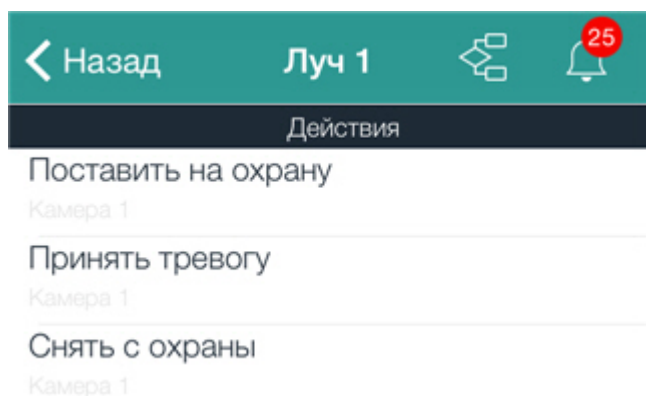 Назад Луч 1 25
Действия
Поставить на охрану
Камера 1
Принять тревогу
Камера 1
Снять с охраны
Камера 1